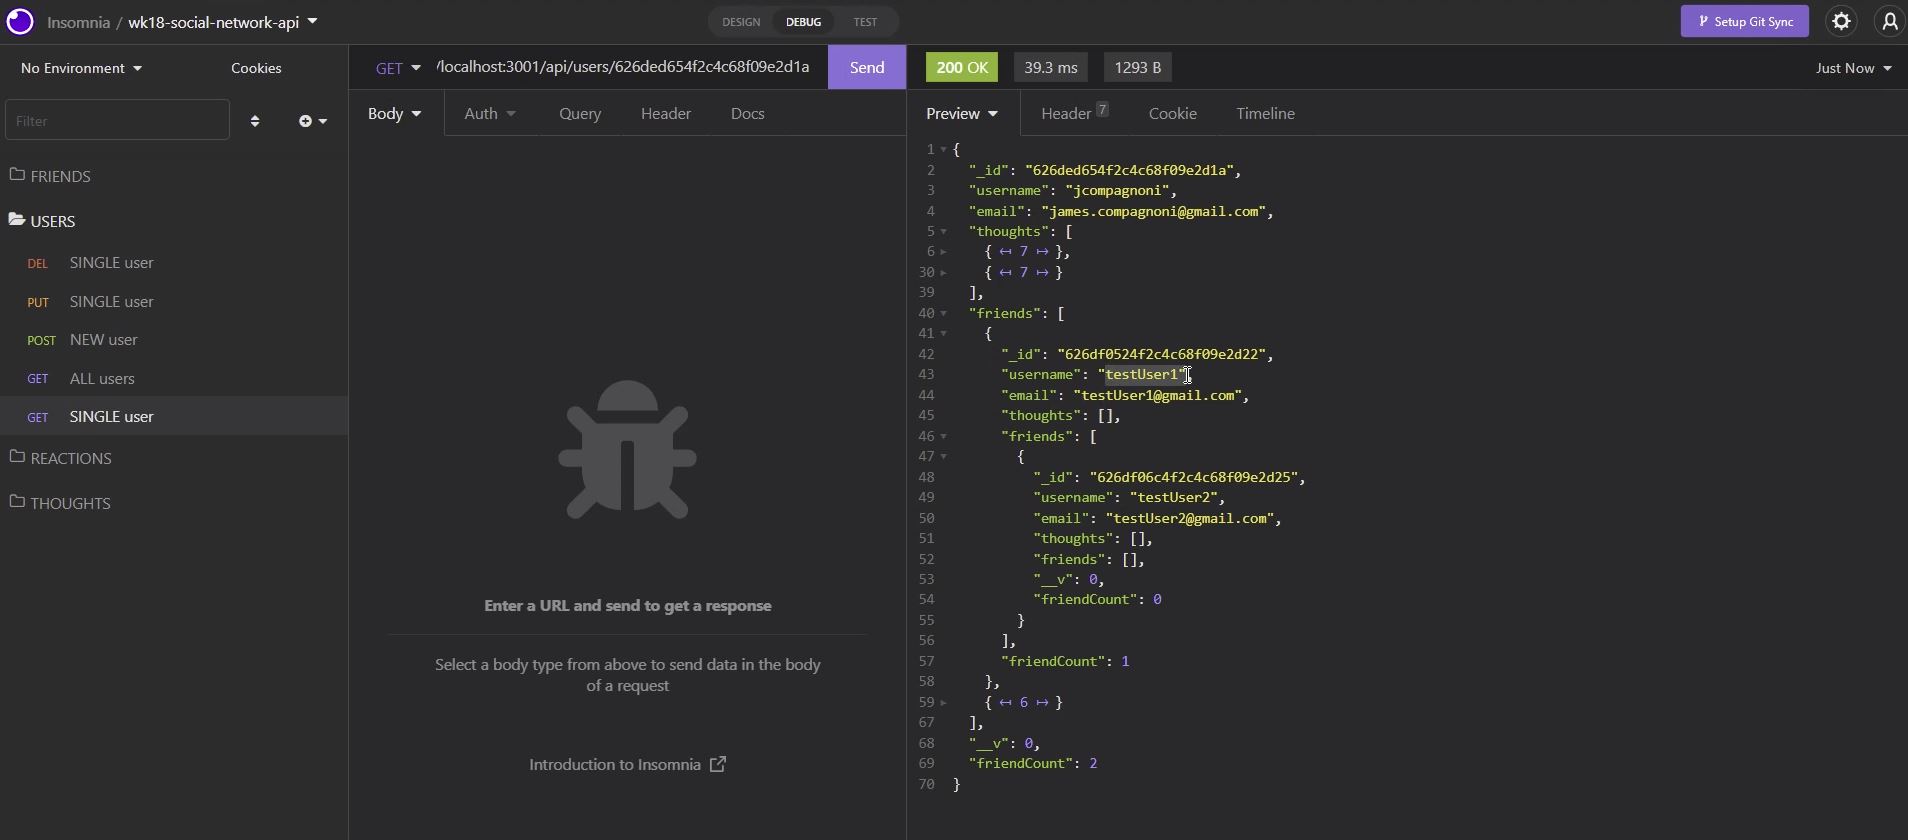 Insomnia / wk18-social-network-api
DESIGN DEBUG TEST
Setup Git Sync
No Environment Cookies
GET /localhost:3001/api/users/626ded654f2c4c68f09e2d1a Send
200 OK 39.3 ms 1293 B Just Now
Filter
Body Auth Query Header Docs
Preview Header 7 Cookie Timeline
FRIENDS
USERS
DEL SINGLE user
PUT SINGLE user
POST NEW user
GET ALL users
GET SINGLE user
REACTIONS
THOUGHTS
Enter a URL and send to get a response
Select a body type from above to send data in the body
of a request
Introduction to Insomnia
1 {
2 "_id": "626ded654f2c4c68f09e2d1a",
3 "username": "jcompagnoni",
4 "email": "james.compagnoni@gmail.com",
5 "thoughts": [
6 { ↔ 7 ↔ },
30 { ↔ 7 ↔ }
39 ],
40 "friends": [
41 {
42 "_id": "626df0524f2c4c68f09e2d22",
43 "username": "testUser1",
44 "email": "testUser1@gmail.com",
45 "thoughts": [],
46 "friends": [
47 {
48 "_id": "626df06c4f2c4c68f09e2d25",
49 "username": "testUser2",
50 "email": "testUser2@gmail.com",
51 "thoughts": [],
52 "friends": [],
53 "__v": 0,
54 "friendCount": 0
55 }
56 ],
57 "friendCount": 1
58 },
59 { ↔ 6 ↔ }
67 ],
68 "__v": 0,
69 "friendCount": 2
70 }